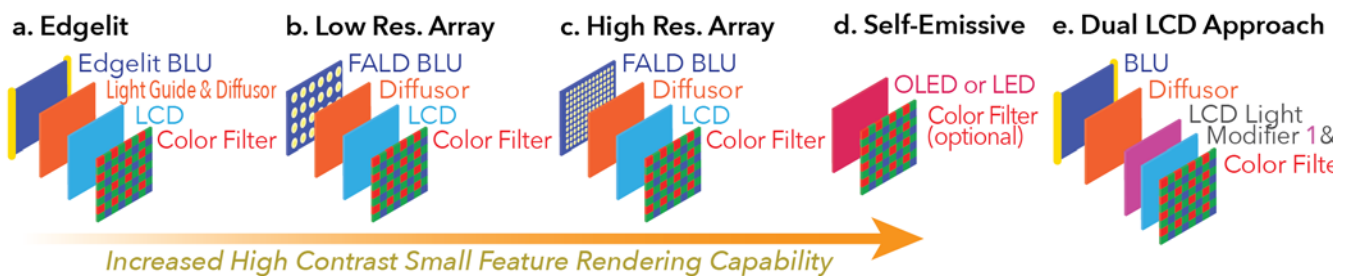 a. Edgelit
Edgelit BLU
Light Guide & Diffusor
LCD
Color Filter
b. Low Res. Array
FALD BLU
Diffusor
LCD
Color Filter
c. High Res. Array
FALD BLU
Diffusor
LCD
Color Filter
d. Self-Emissive
OLED or LED
Color Filter
(optional)
e. Dual LCD Approach
BLU
Diffusor
LCD Light
Modifier 1&
Color Filte
Increased High Contrast Small Feature Rendering Capability